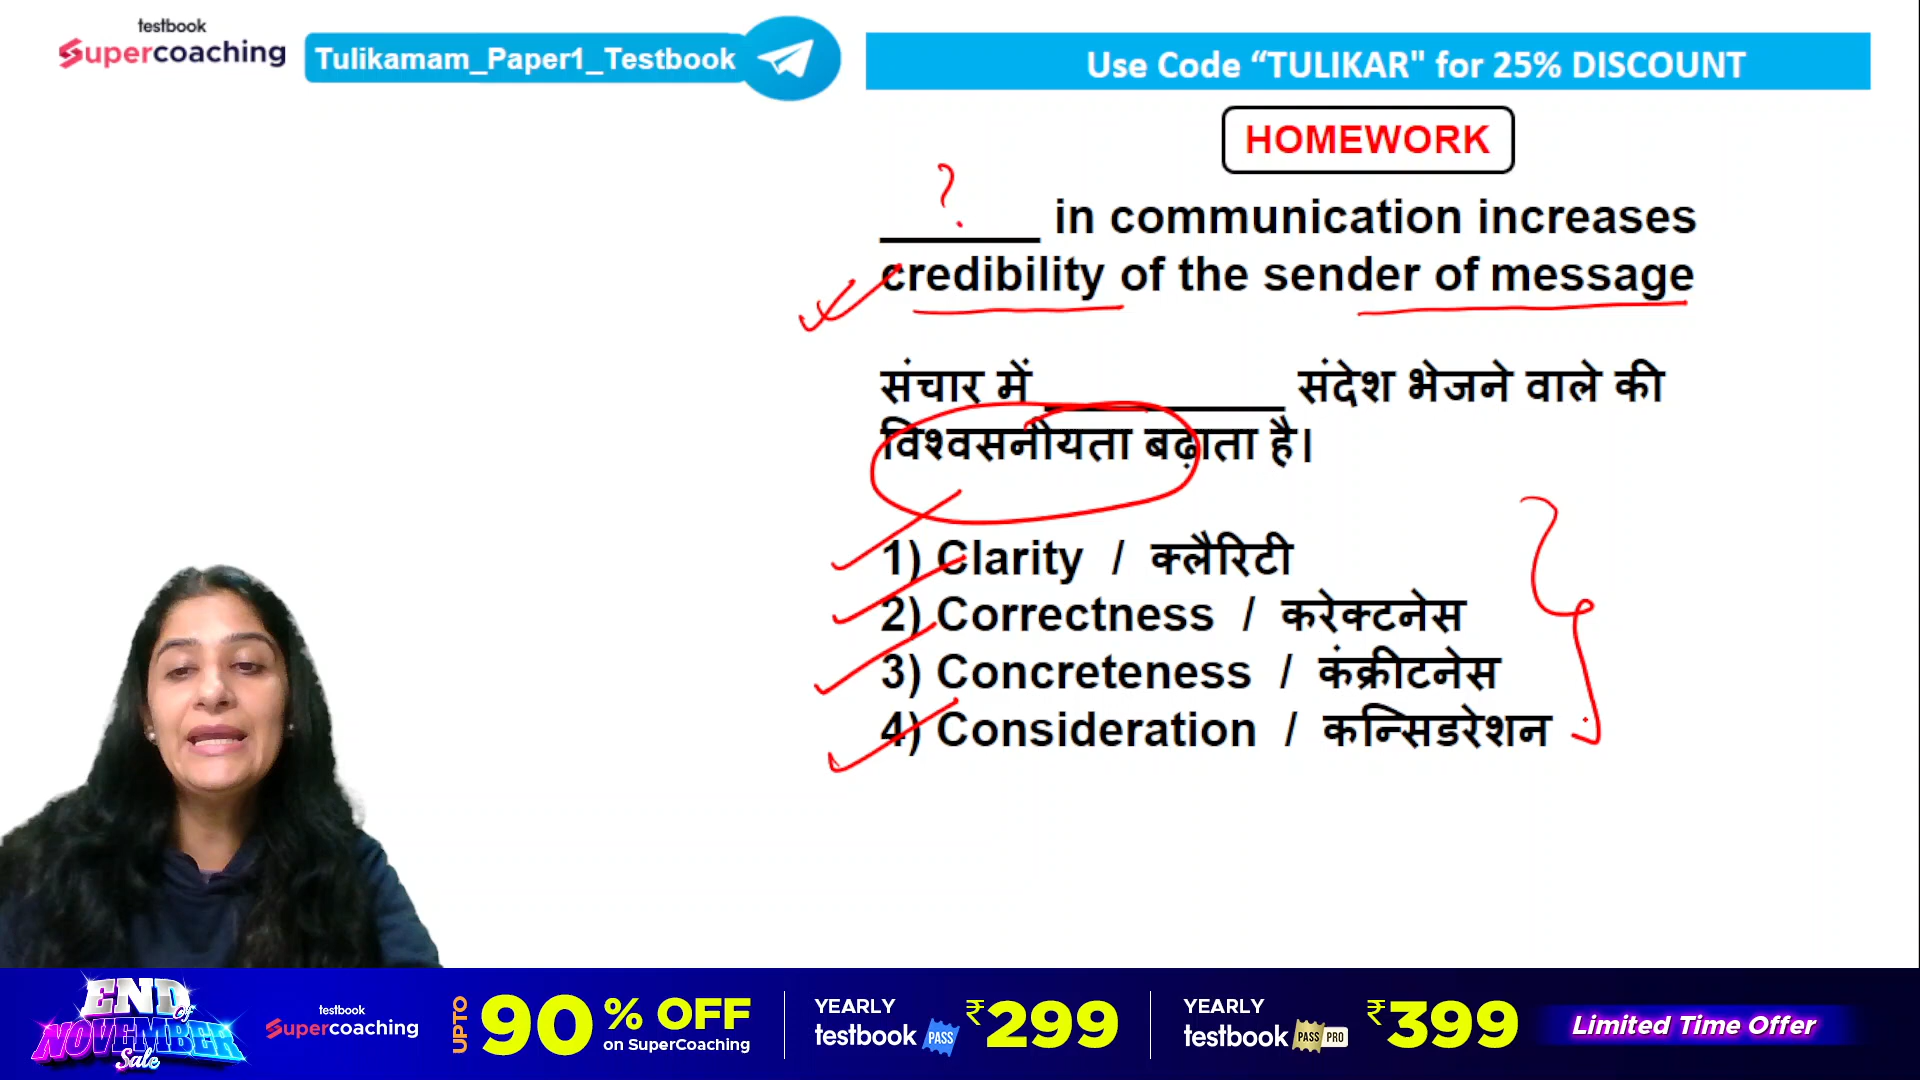 testbook
Supercoaching
Tulikamam_Paper1_Testbook
Use Code “TULIKAR" for 25% DISCOUNT
HOMEWORK
?
______ in communication increases
credibility of the sender of message
संचार में _________ संदेश भेजने वाले की
विश्वसनीयता बढ़ाता है।
1) Clarity / क्लैरिटी
2) Correctness / करेक्टनेस
3) Concreteness / कंक्रीटनेस
4) Consideration / कन्सिडरेशन
END OF NOVEMBER Sale
testbook
Supercoaching
UPTO 90% OFF
on SuperCoaching
YEARLY
testbook PASS
₹299
YEARLY
testbook PASS PRO
₹399
Limited Time Offer